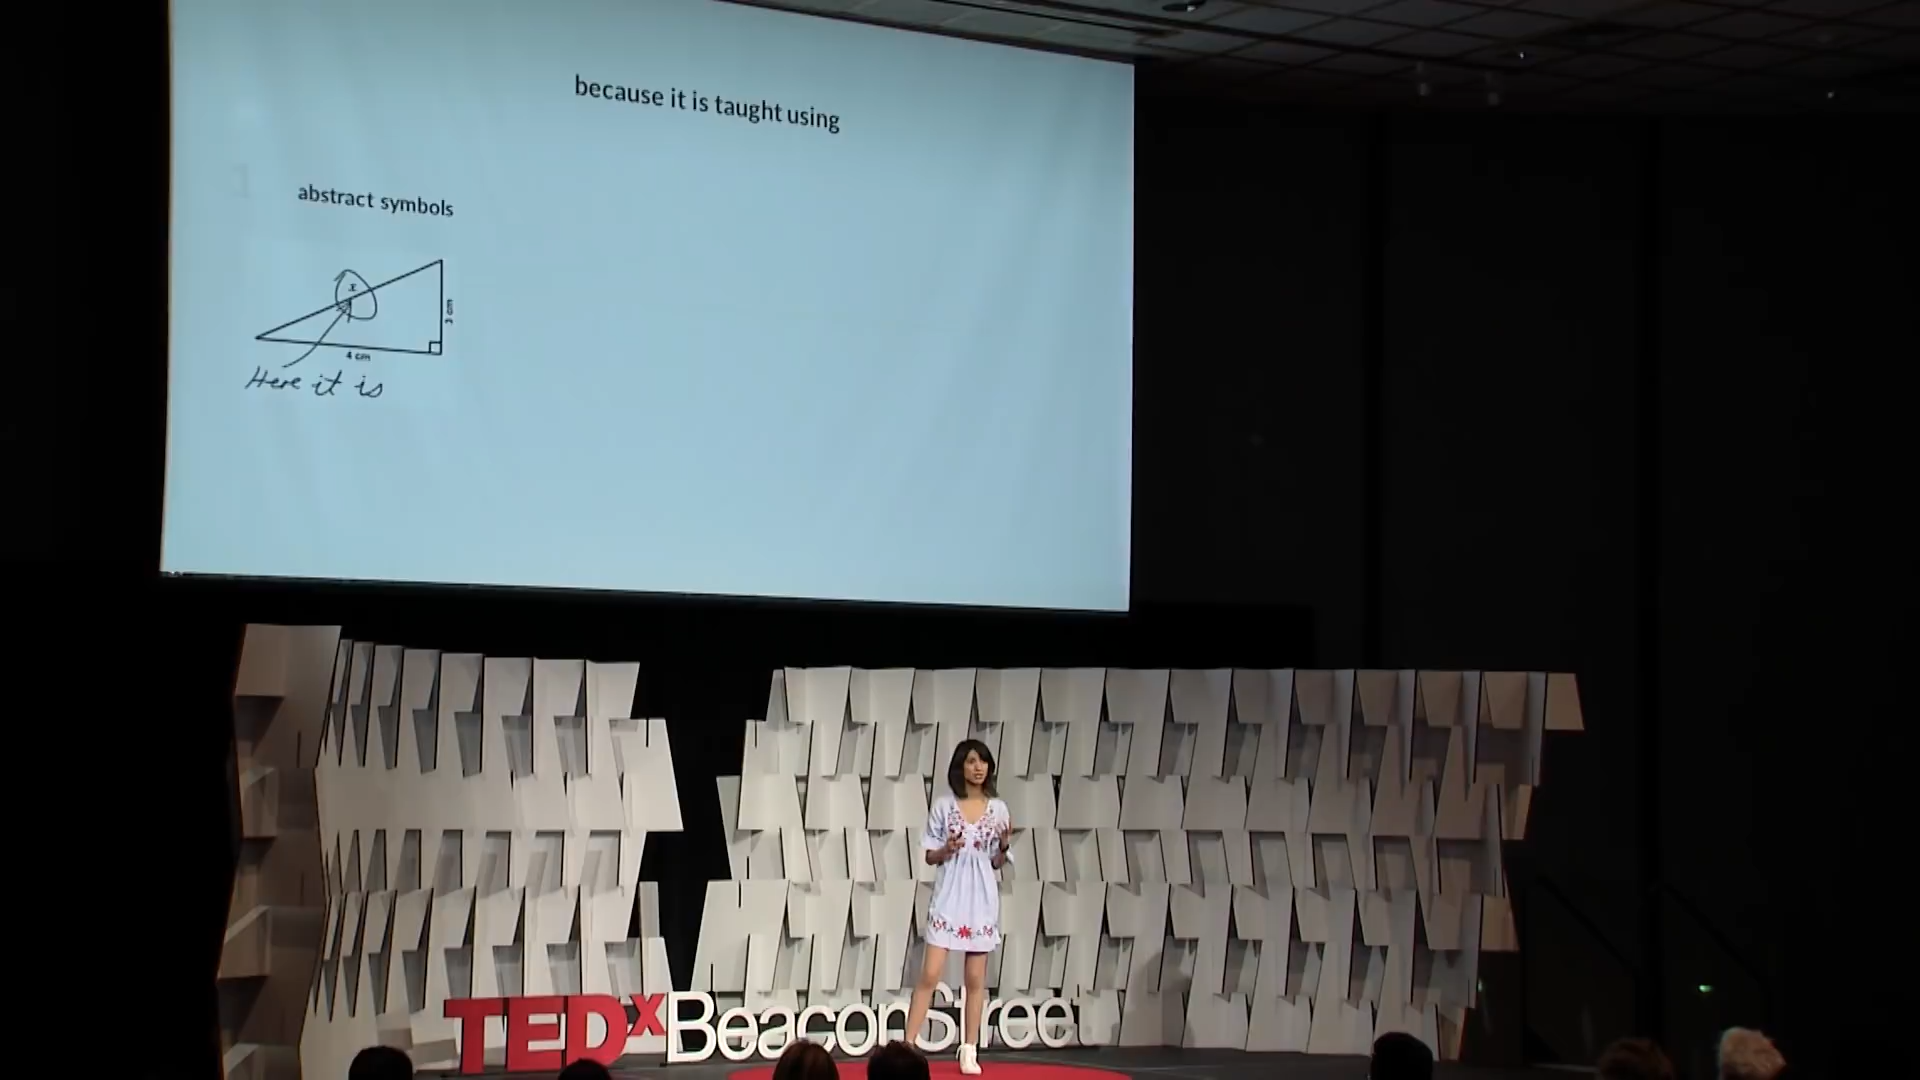 because it is taught using
abstract symbols
x
3 cm
4 cm
Here it is
TEDxBeaconStreet